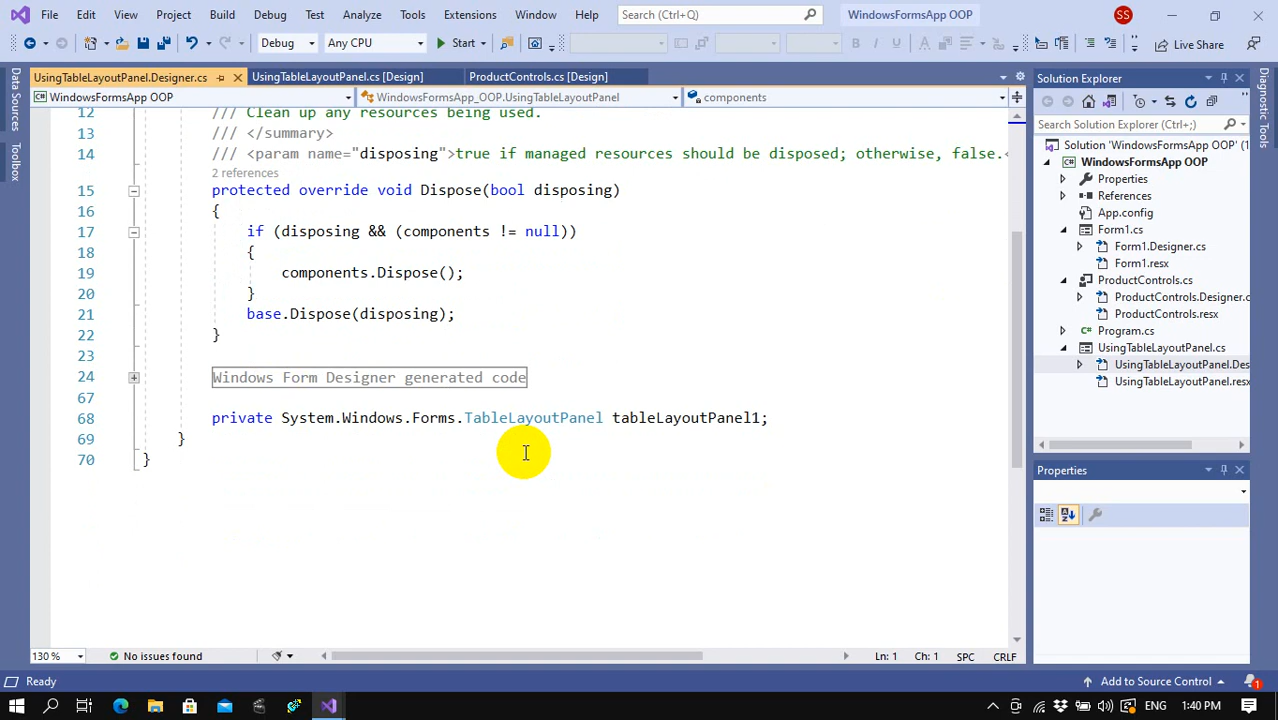 File Edit View Project Build Debug Test Analyze Tools Extensions Window Help Search (Ctrl+Q) WindowsFormsApp OOP SS
Debug Any CPU Start Live Share
UsingTableLayoutPanel.Designer.cs UsingTableLayoutPanel.cs [Design] ProductControls.cs [Design]
WindowsFormsApp OOP WindowsFormsApp_OOP.UsingTableLayoutPanel components
Data Sources
Toolbox
12 /// Clean up any resources being used.
13 /// </summary>
14 /// <param name="disposing">true if managed resources should be disposed; otherwise, false.<
2 references
15 protected override void Dispose(bool disposing)
16 {
17 if (disposing && (components != null))
18 {
19 components.Dispose();
20 }
21 base.Dispose(disposing);
22 }
23
24 Windows Form Designer generated code
67
68 private System.Windows.Forms.TableLayoutPanel tableLayoutPanel1;
69 }
70 }
130 % No issues found Ln: 1 Ch: 1 SPC CRLF
Solution Explorer
Search Solution Explorer (Ctrl+;)
Solution 'WindowsFormsApp OOP' (1
WindowsFormsApp OOP
Properties
References
App.config
Form1.cs
Form1.Designer.cs
Form1.resx
ProductControls.cs
ProductControls.Designer.c
ProductControls.resx
Program.cs
UsingTableLayoutPanel.cs
UsingTableLayoutPanel.Des
UsingTableLayoutPanel.resx
Properties
Diagnostic Tools
Ready Add to Source Control 1
ENG 1:40 PM